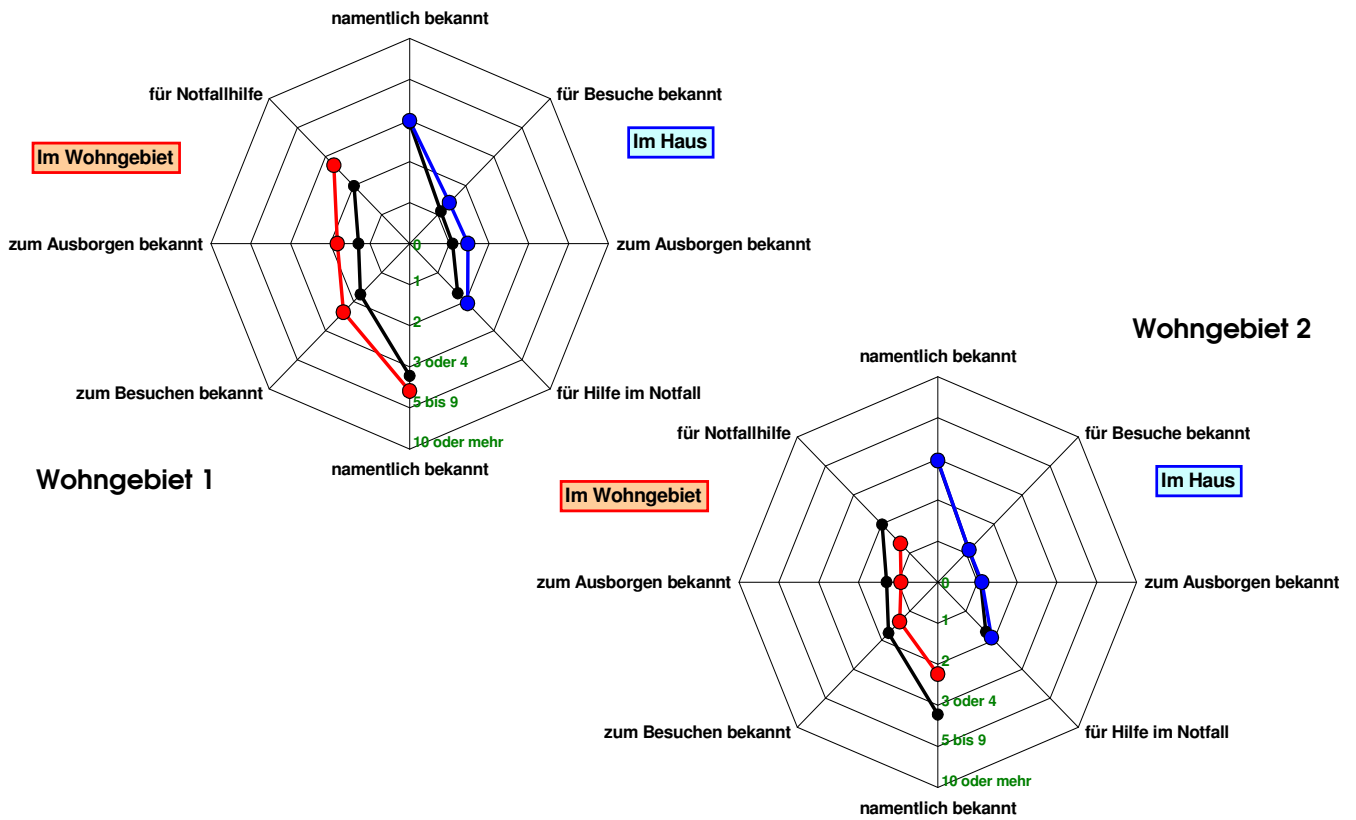 namentlich bekannt
für Notfallhilfe
für Besuche bekannt
Im Wohngebiet
Im Haus
zum Ausborgen bekannt
zum Ausborgen bekannt
0
1
2
3 oder 4
5 bis 9
10 oder mehr
zum Besuchen bekannt
für Hilfe im Notfall
namentlich bekannt
Wohngebiet 1
Wohngebiet 2
namentlich bekannt
für Notfallhilfe
für Besuche bekannt
Im Wohngebiet
Im Haus
zum Ausborgen bekannt
zum Ausborgen bekannt
0
1
2
3 oder 4
5 bis 9
10 oder mehr
zum Besuchen bekannt
für Hilfe im Notfall
namentlich bekannt